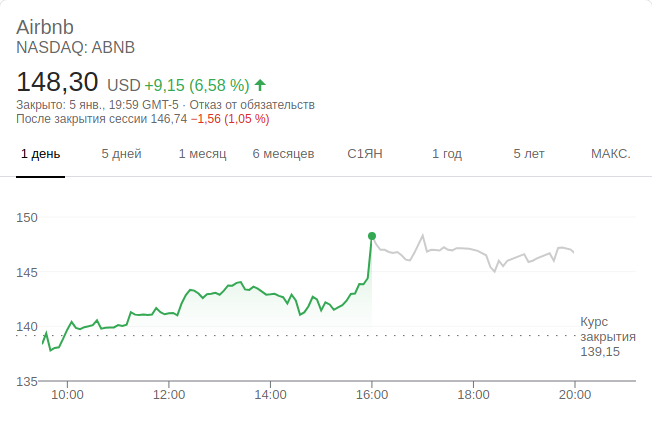 Airbnb
NASDAQ: ABNB
148,30 USD +9,15 (6,58 %)
Закрыто: 5 янв., 19:59 GMT-5 · Отказ от обязательств
После закрытия сессии 146,74 −1,56 (1,05 %)
1 день 5 дней 1 месяц 6 месяцев С1ЯН 1 год 5 лет МАКС.
150
145
140
Курс
закрытия
139,15
135
10:00 12:00 14:00 16:00 18:00 20:00